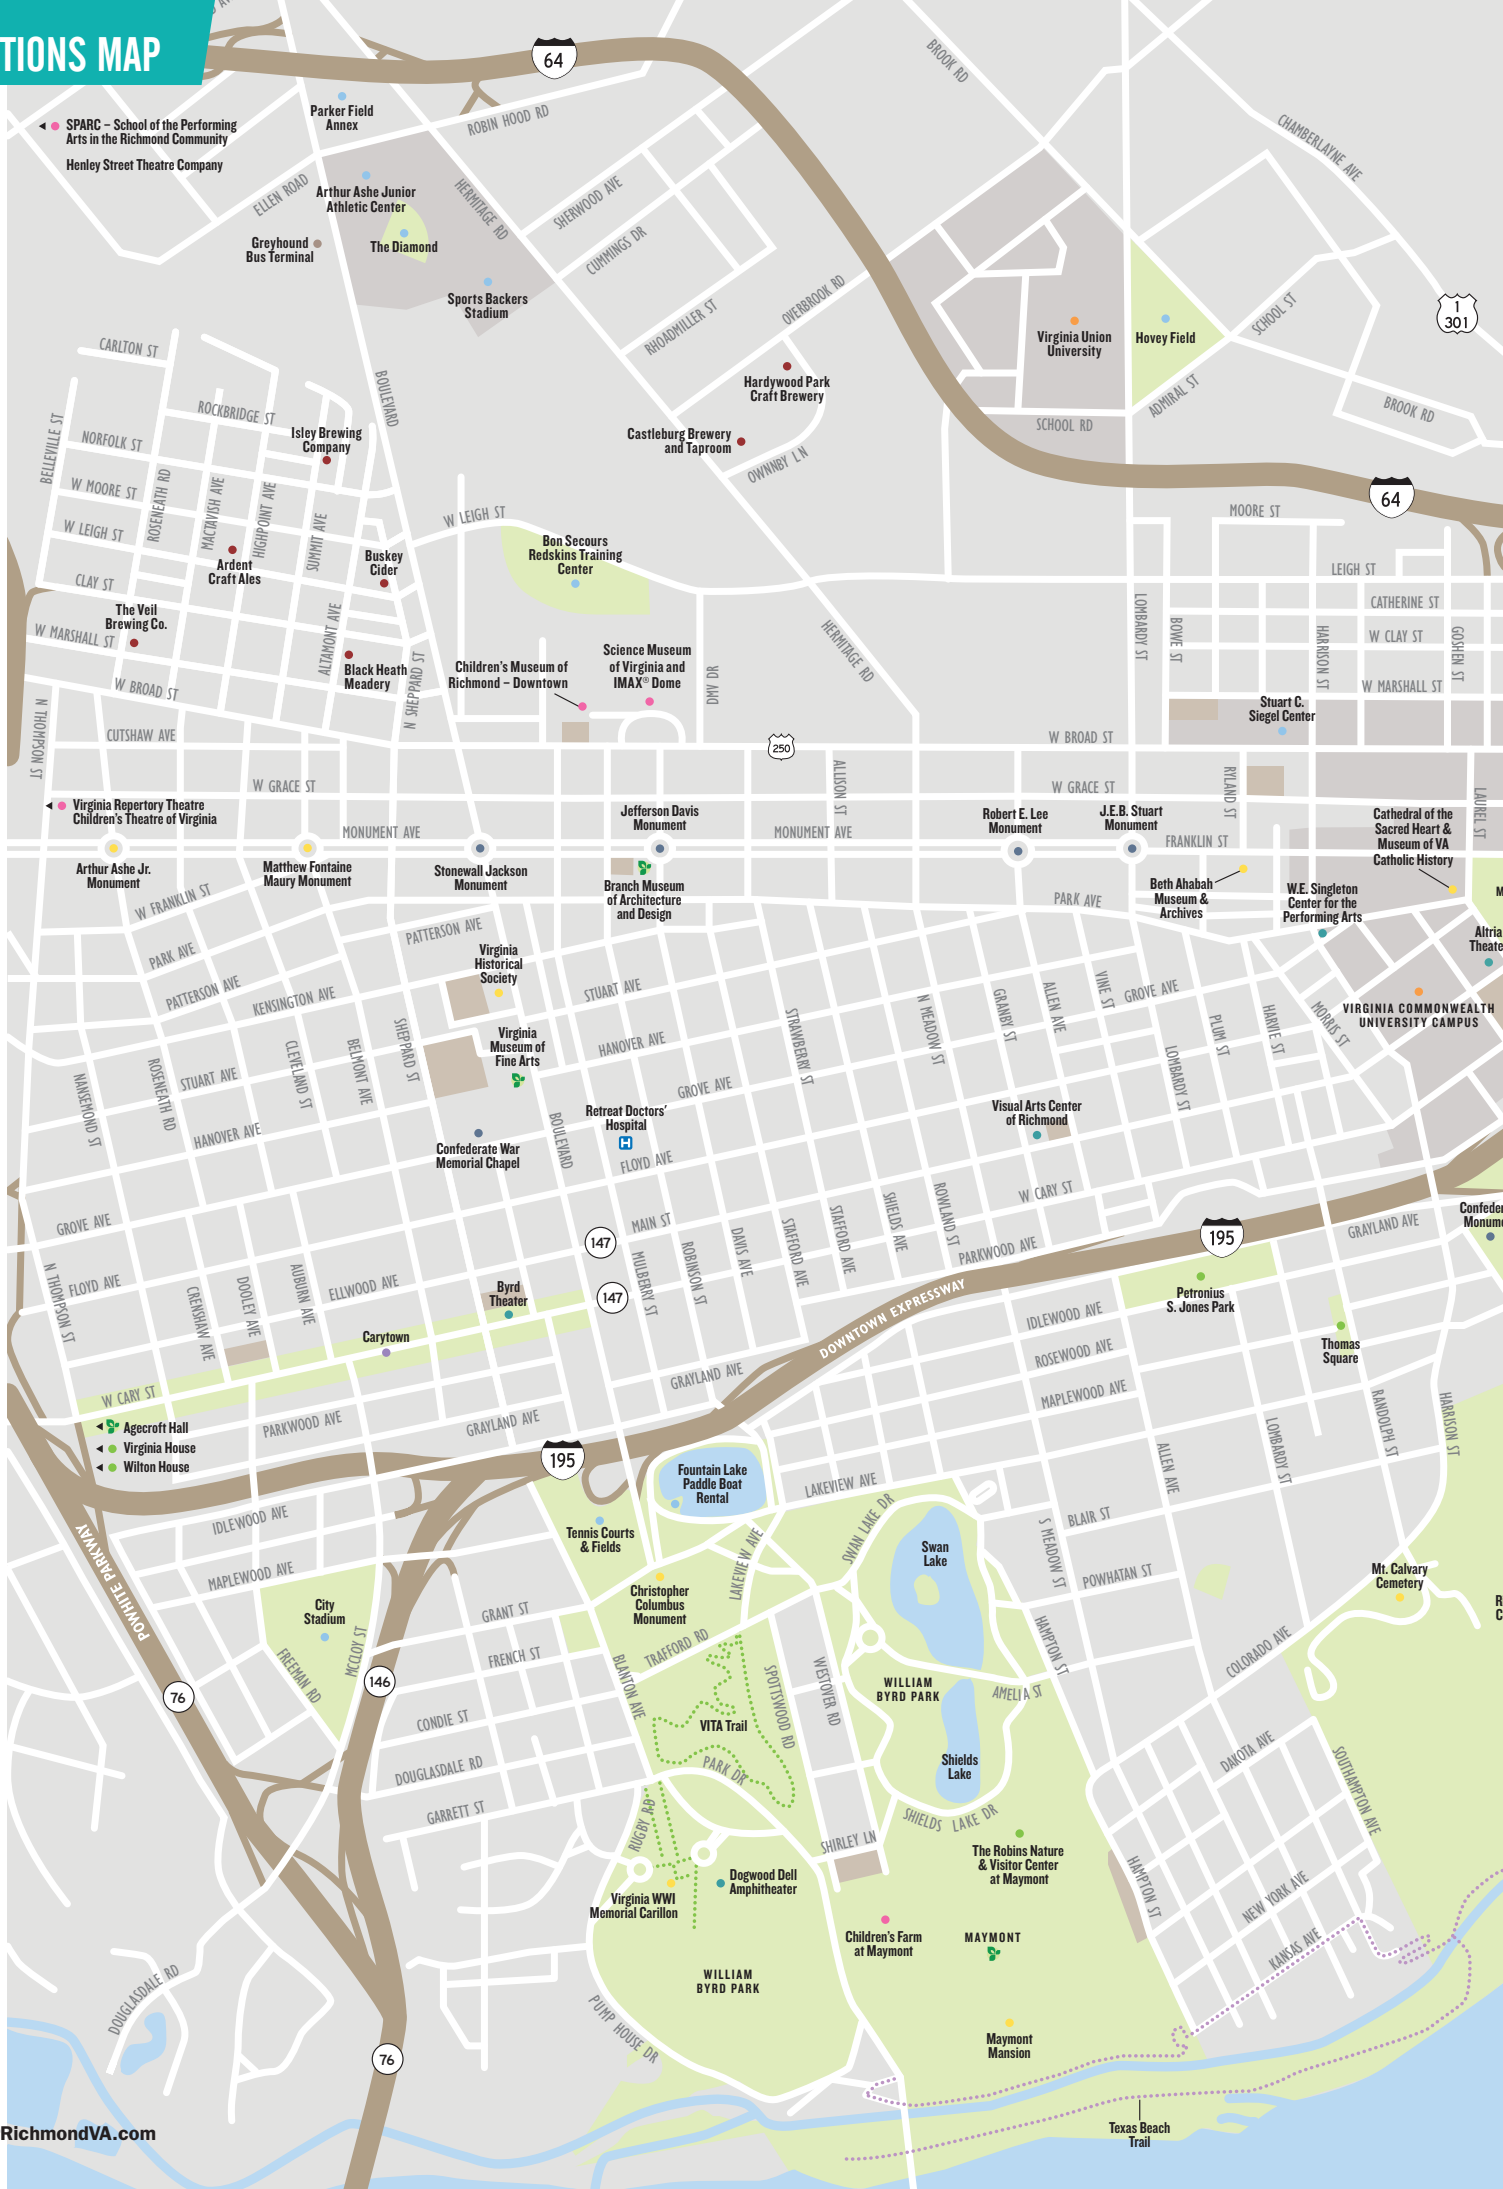 TIONS MAP
64
BROOK RD
CHAMBERLAYNE AVE
Parker Field
Annex
ROBIN HOOD RD
SPARC – School of the Performing
Arts in the Richmond Community
Henley Street Theatre Company
ELLEN ROAD
Arthur Ashe Junior
Athletic Center
HERMITAGE RD
SHERWOOD AVE
CUMMINGS DR
Greyhound
Bus Terminal
The Diamond
Sports Backers
Stadium
OVERBROOK RD
RHOADMILLER ST
SCHOOL ST
1
301
Virginia Union
University
Hovey Field
ADMIRAL ST
BROOK RD
SCHOOL RD
Hardywood Park
Craft Brewery
Castleburg Brewery
and Taproom
OWNNBY LN
CARLTON ST
BOULEVARD
ROCKBRIDGE ST
BELLEVILLE ST
NORFOLK ST
Isley Brewing
Company
W MOORE ST
ROSENEATH RD
MACTAVISH AVE
HIGHPOINT AVE
SUMMIT AVE
W LEIGH ST
W LEIGH ST
64
MOORE ST
Bon Secours
Redskins Training
Center
Buskey
Cider
Ardent
Craft Ales
CLAY ST
The Veil
Brewing Co.
W MARSHALL ST
ALTAMONT AVE
Black Heath
Meadery
N SHEPPARD ST
Children's Museum of
Richmond – Downtown
Science Museum
of Virginia and
IMAX® Dome
DMV DR
HERMITAGE RD
LEIGH ST
CATHERINE ST
LOMBARDY ST
BOWE ST
HARRISON ST
W CLAY ST
GOSHEN ST
W MARSHALL ST
Stuart C.
Siegel Center
W BROAD ST
N THOMPSON ST
CUTSHAW AVE
250
W BROAD ST
W GRACE ST
ALLISON ST
W GRACE ST
RYLAND ST
LAUREL ST
Virginia Repertory Theatre
Children's Theatre of Virginia
MONUMENT AVE
Jefferson Davis
Monument
MONUMENT AVE
Robert E. Lee
Monument
J.E.B. Stuart
Monument
FRANKLIN ST
Cathedral of the
Sacred Heart &
Museum of VA
Catholic History
Arthur Ashe Jr.
Monument
Matthew Fontaine
Maury Monument
Stonewall Jackson
Monument
Branch Museum
of Architecture
and Design
PARK AVE
Beth Ahabah
Museum &
Archives
W.E. Singleton
Center for the
Performing Arts
M
Altria
Theate
W FRANKLIN ST
PARK AVE
PATTERSON AVE
PATTERSON AVE
KENSINGTON AVE
Virginia
Historical
Society
STUART AVE
Virginia
Museum of
Fine Arts
HANOVER AVE
STRAWBERRY ST
N MEADOW ST
GRANBY ST
ALLEN AVE
VINE ST
GROVE AVE
PLUM ST
HARVIE ST
MORRIS ST
VIRGINIA COMMONWEALTH
UNIVERSITY CAMPUS
NANSEMOND ST
ROSENEATH RD
STUART AVE
CLEVELAND ST
BELMONT AVE
SHEPPARD ST
GROVE AVE
LOMBARDY ST
HANOVER AVE
Confederate War
Memorial Chapel
BOULEVARD
Retreat Doctors'
Hospital
H
FLOYD AVE
Visual Arts Center
of Richmond
W CARY ST
GROVE AVE
147
MAIN ST
MULBERRY ST
ROBINSON ST
DAVIS AVE
STAFFORD AVE
STAFFORD AVE
SHIELDS AVE
ROWLAND ST
PARKWOOD AVE
195
GRAYLAND AVE
Confeder
Monume
N THOMPSON ST
FLOYD AVE
CRENSHAW AVE
DOOLEY AVE
AUBURN AVE
ELLWOOD AVE
Byrd
Theater
147
Carytown
DOWNTOWN EXPRESSWAY
Petronius
S. Jones Park
IDLEWOOD AVE
Thomas
Square
ROSEWOOD AVE
MAPLEWOOD AVE
GRAYLAND AVE
W CARY ST
PARKWOOD AVE
GRAYLAND AVE
Agecroft Hall
Virginia House
Wilton House
195
Fountain Lake
Paddle Boat
Rental
LAKEVIEW AVE
ALLEN AVE
LOMBARDY ST
RANDOLPH ST
HARRISON ST
POWHITE PARKWAY
IDLEWOOD AVE
MAPLEWOOD AVE
Tennis Courts
& Fields
LAKEVIEW AVE
SWAN LAKE DR
Swan
Lake
S MEADOW ST
BLAIR ST
POWHATAN ST
Mt. Calvary
Cemetery
R
C
City
Stadium
Christopher
Columbus
Monument
GRANT ST
FREEMAN RD
MCCLOY ST
FRENCH ST
BLANTON AVE
TRAFFORD RD
SPOTTSWOOD RD
WESTOVER RD
HAMPTON ST
COLORADO AVE
76
146
WILLIAM
BYRD PARK
AMELIA ST
CONDIE ST
VITA Trail
DOUGLASDALE RD
PARK DR
Shields
Lake
DAKOTA AVE
SOUTHAMPTON AVE
GARRETT ST
RUGBY RD
SHIRLEY LN
SHIELDS LAKE DR
The Robins Nature
& Visitor Center
at Maymont
HAMPTON ST
Dogwood Dell
Amphitheater
Virginia WWI
Memorial Carillon
NEW YORK AVE
Children's Farm
at Maymont
MAYMONT
KANSAS AVE
WILLIAM
BYRD PARK
DOUGLASDALE RD
PUMP HOUSE DR
Maymont
Mansion
76
Texas Beach
Trail
RichmondVA.com